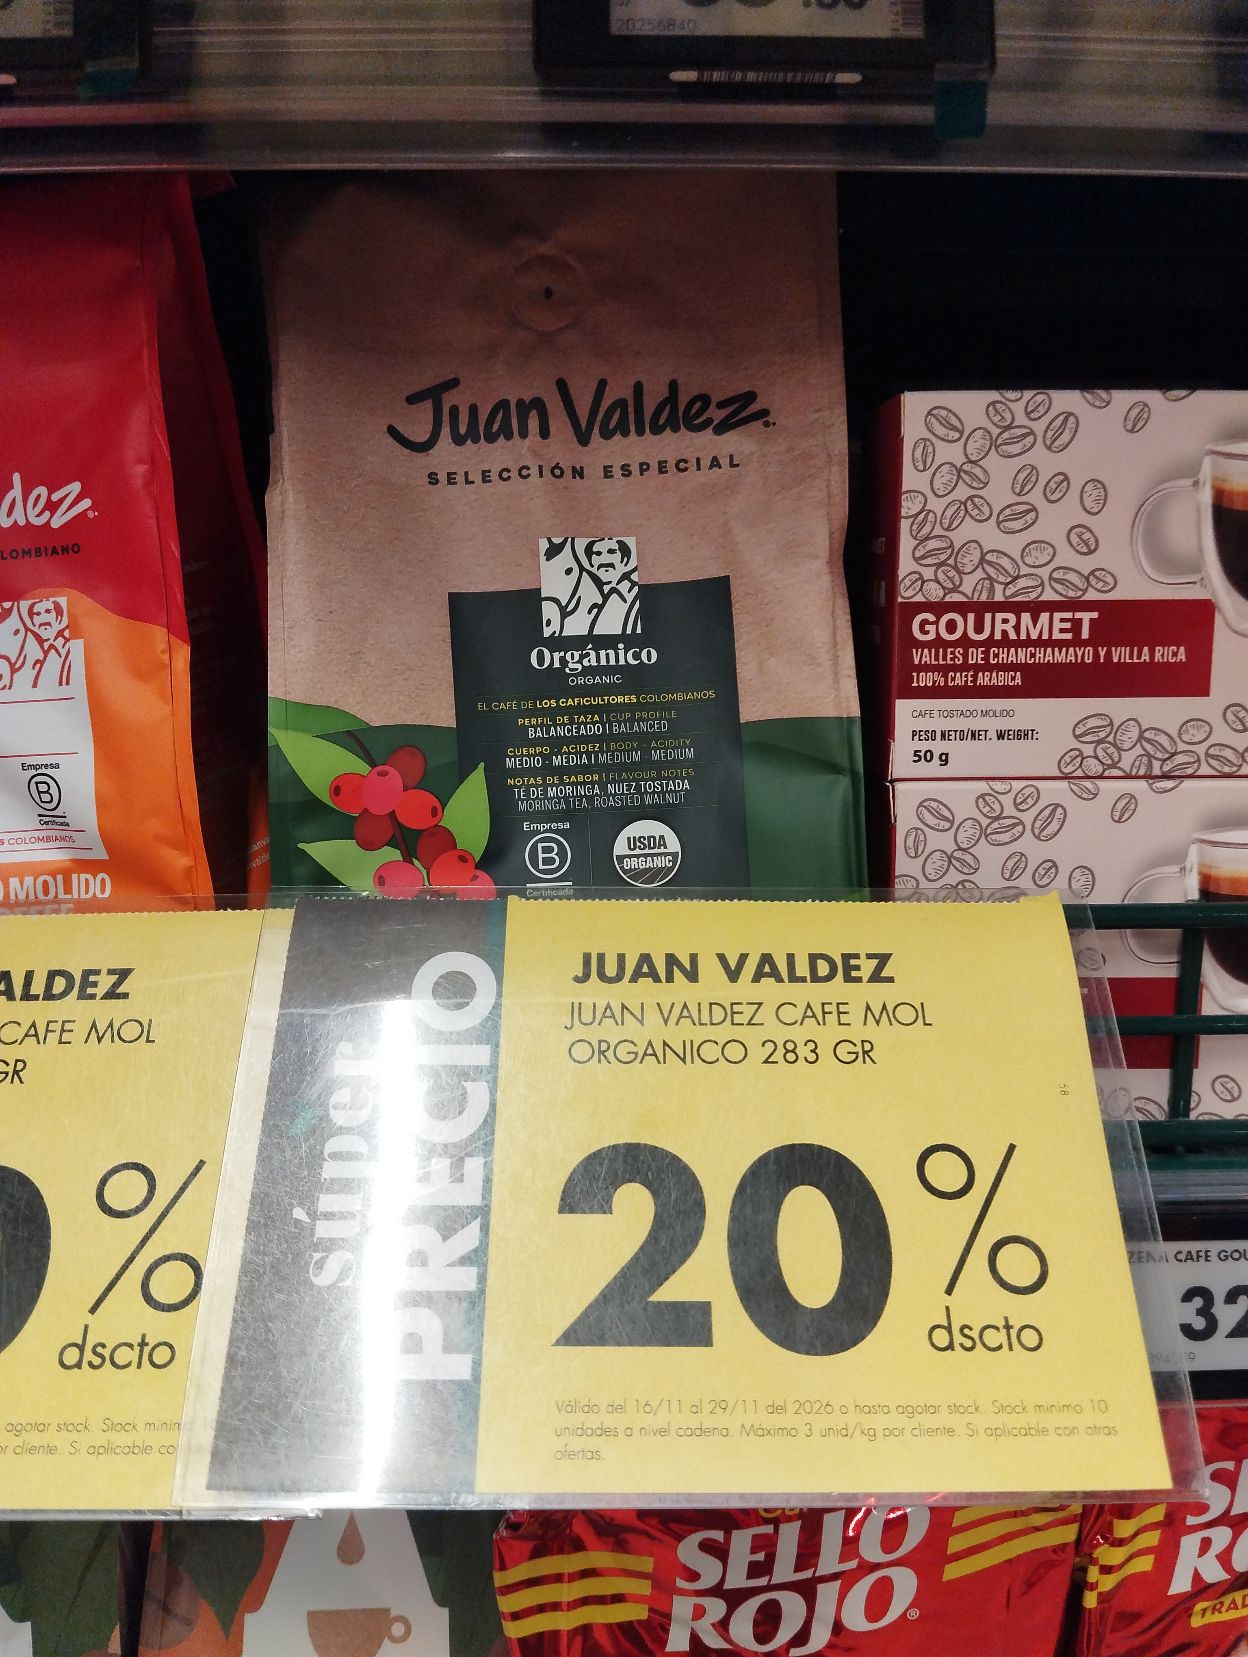 20256840
Juan Valdez
SELECCIÓN ESPECIAL
Orgánico
ORGANIC
EL CAFÉ DE LOS CAFICULTORES COLOMBIANOS
PERFIL DE TAZA | CUP PROFILE
BALANCEADO | BALANCED
CUERPO - ACIDEZ | BODY - ACIDITY
MEDIO - MEDIA | MEDIUM - MEDIUM
NOTAS DE SABOR | FLAVOUR NOTES
TÉ DE MORINGA, NUEZ TOSTADA
MORINGA TEA, ROASTED WALNUT
Empresa
B
Certificada
USDA
ORGANIC
dez
LOMBIANO
Empresa
B
Certificada
S COLOMBIANOS
O MOLIDO
GOURMET
VALLES DE CHANCHAMAYO Y VILLA RICA
100% CAFÉ ARÁBICA
CAFE TOSTADO MOLIDO
PESO NETO/NET. WEIGHT:
50 g
ALDEZ
CAFE MOL
GR
%
dscto
agotar stock. Stock minim
or cliente. Si aplicable co
súper
PRECIO
JUAN VALDEZ
JUAN VALDEZ CAFE MOL
ORGANICO 283 GR
58
20%
dscto
Válido del 16/11 al 29/11 del 2026 o hasta agotar stock. Stock minimo 10
unidades a nivel cadena. Máximo 3 unid/kg por cliente. Si aplicable con otras
ofertas.
ZENA CAFE GOU
32
SELLO
ROJO
TRAD